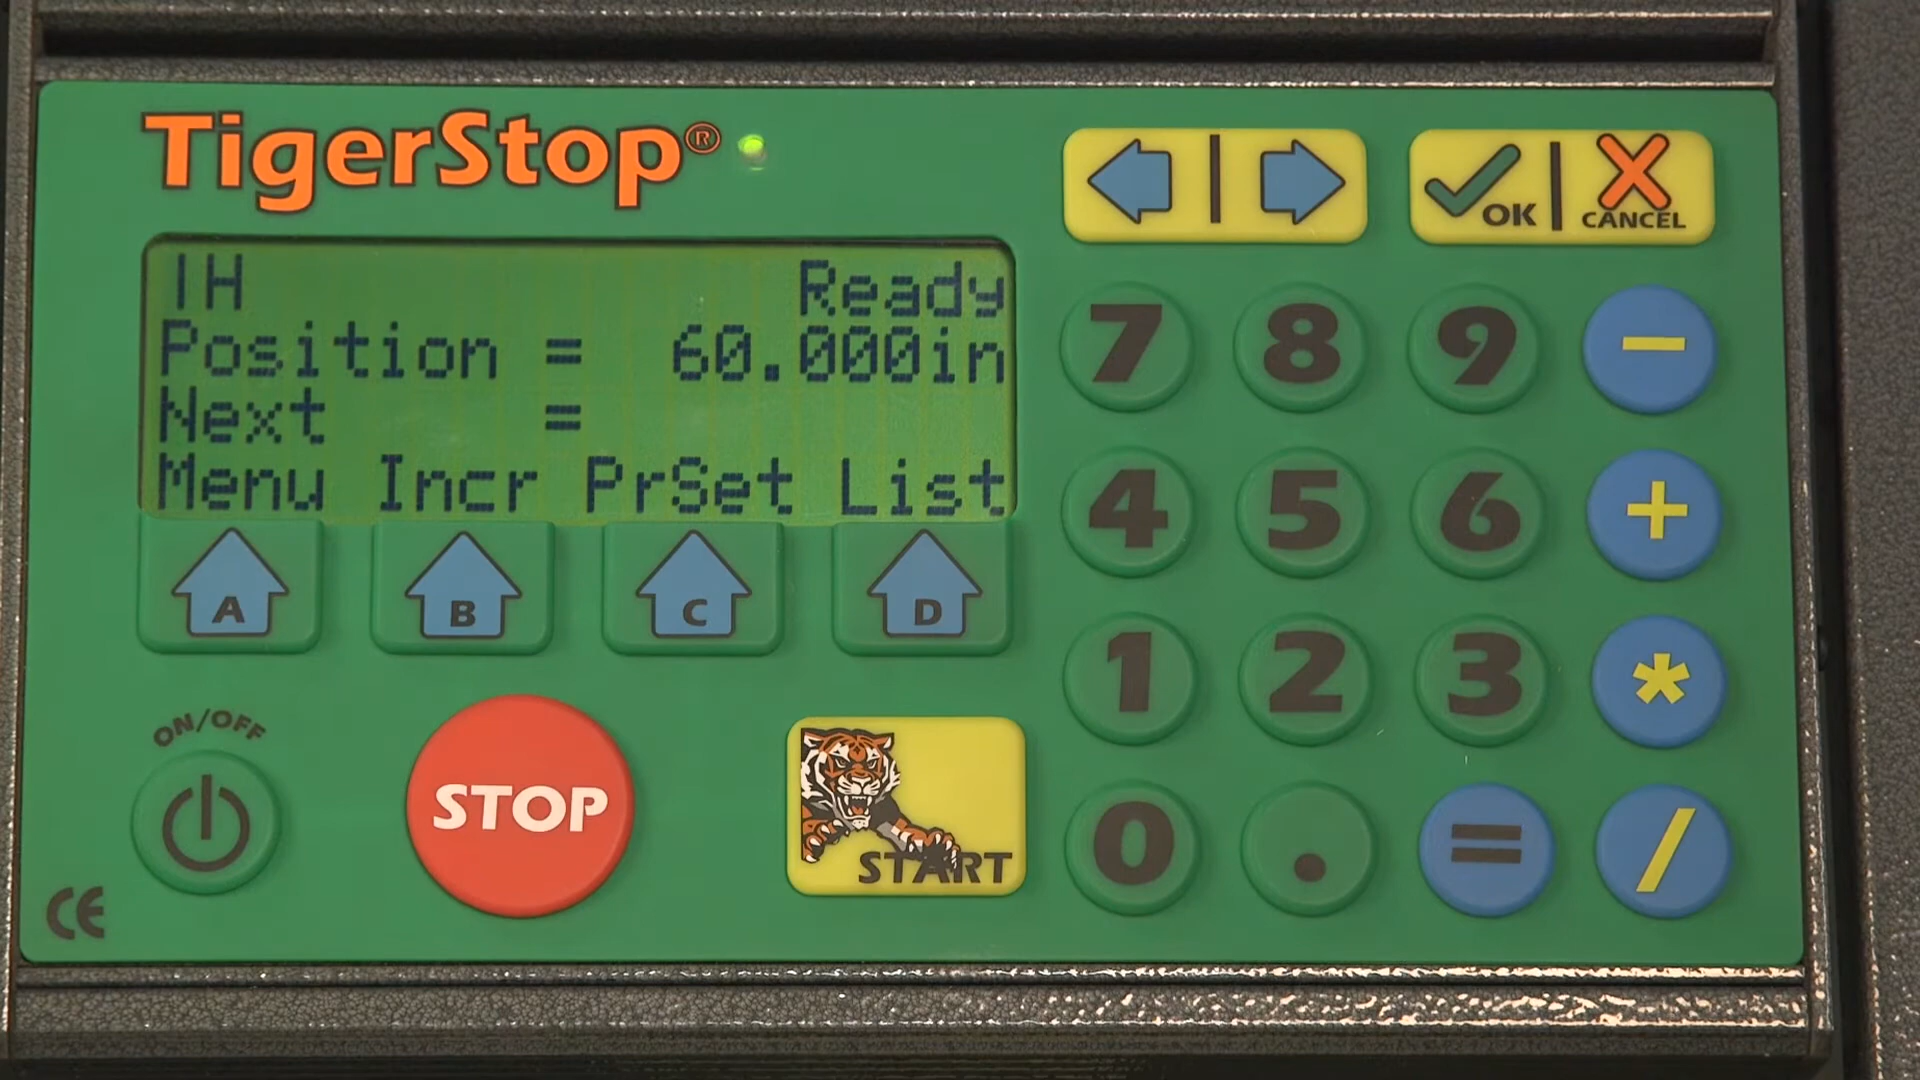 TigerStop®
OK CANCEL
IH Ready
Position = 60.000in
Next =
Menu Incr PrSet List
A B C D
7 8 9 -
4 5 6 +
1 2 3 *
0 . = /
ON/OFF
STOP
START
CE